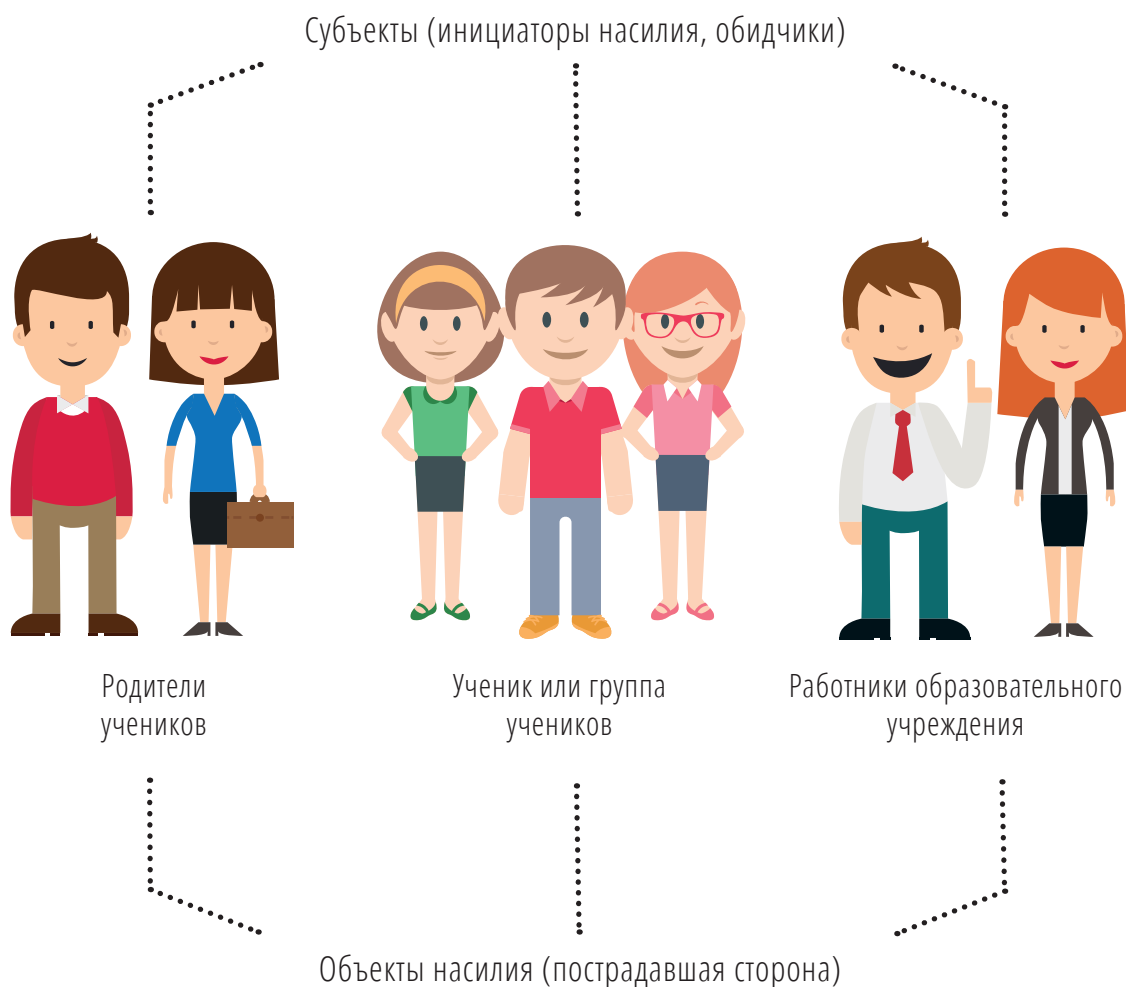 Субъекты (инициаторы насилия, обидчики)
Родители
учеников
Ученик или группа
учеников
Работники образовательного
учреждения
Объекты насилия (пострадавшая сторона)